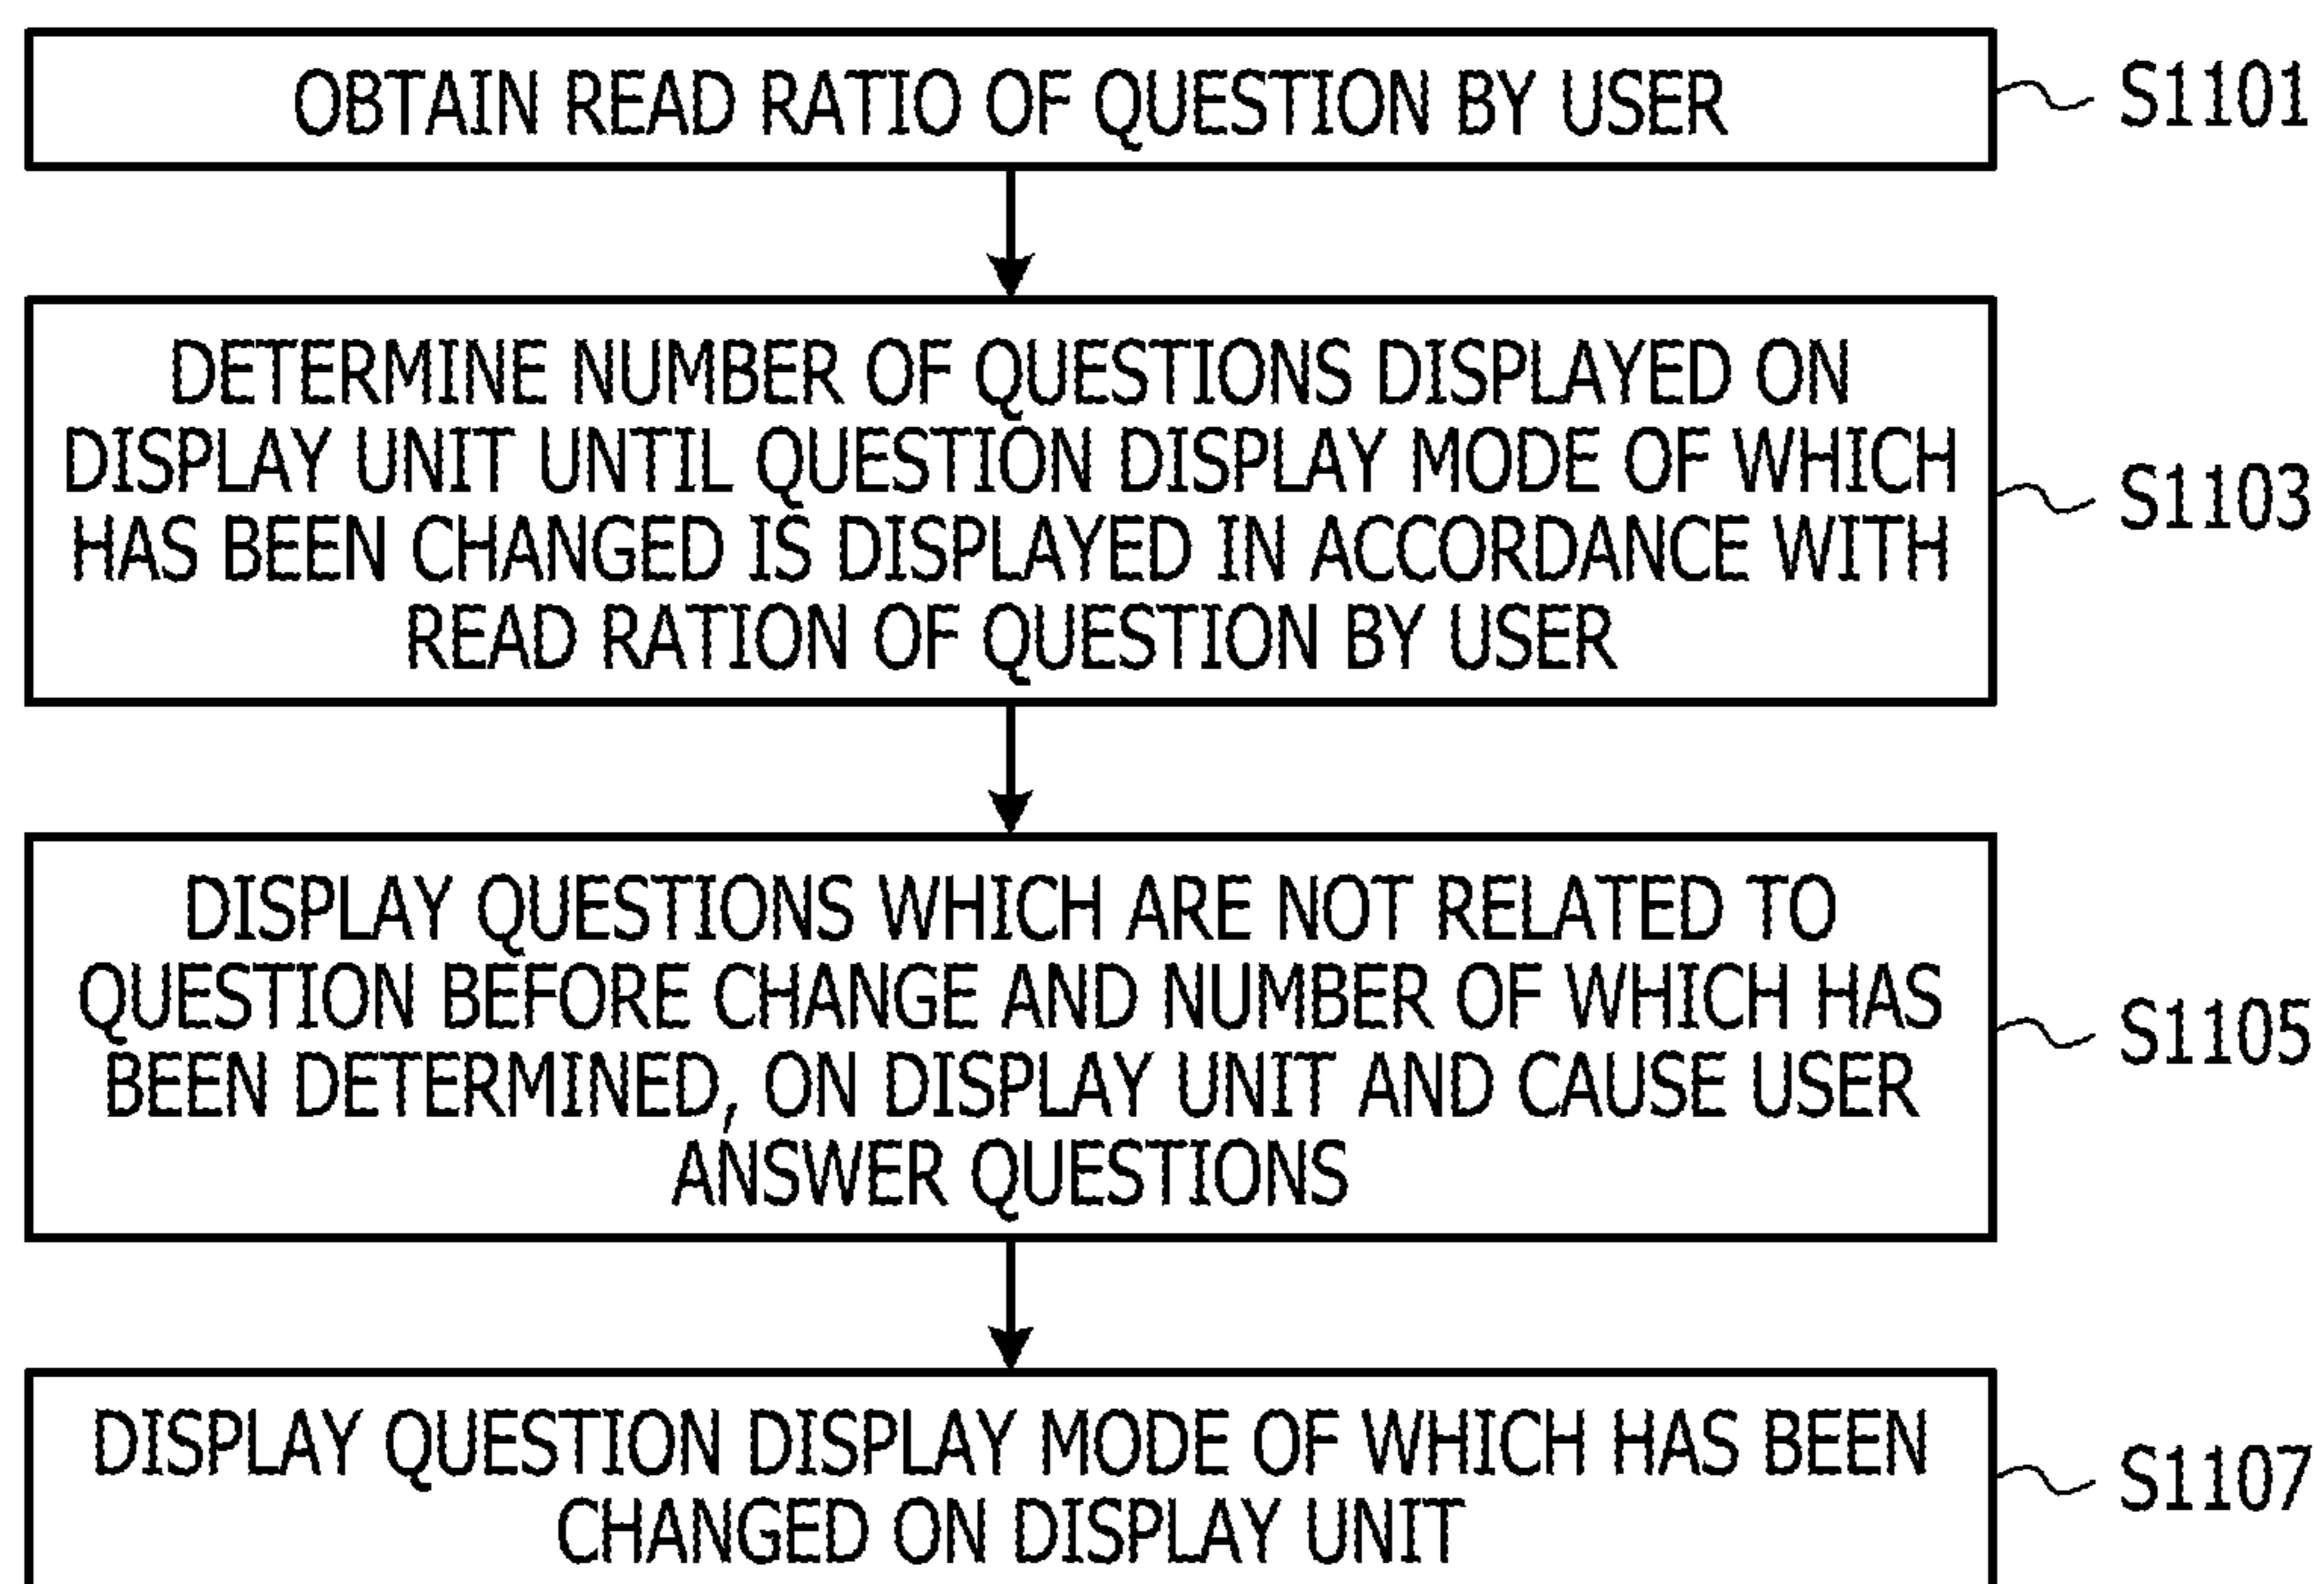 OBTAIN READ RATIO OF QUESTION BY USER
S1101
DETERMINE NUMBER OF QUESTIONS DISPLAYED ON
DISPLAY UNIT UNTIL QUESTION DISPLAY MODE OF WHICH
HAS BEEN CHANGED IS DISPLAYED IN ACCORDANCE WITH
READ RATION OF QUESTION BY USER
S1103
DISPLAY QUESTIONS WHICH ARE NOT RELATED TO
QUESTION BEFORE CHANGE AND NUMBER OF WHICH HAS
BEEN DETERMINED, ON DISPLAY UNIT AND CAUSE USER
ANSWER QUESTIONS
S1105
DISPLAY QUESTION DISPLAY MODE OF WHICH HAS BEEN
CHANGED ON DISPLAY UNIT
S1107